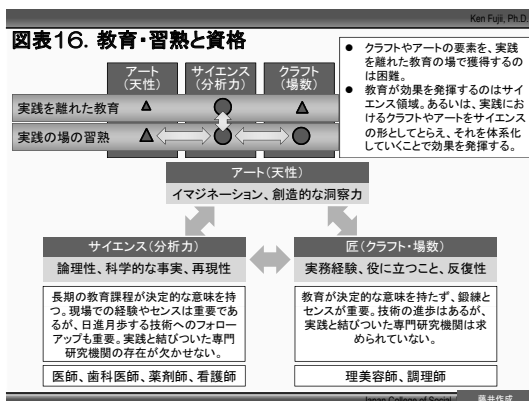 Ken Fujii, Ph.D.
図表16. 教育・習熟と資格
アート
(天性)
サイエンス
(分析力)
クラフト
(場数)
実践を離れた教育
実践の場の習熟
● クラフトやアートの要素を、実践
を離れた教育の場で獲得するの
は困難。
● 教育が効果を発揮するのはサイ
エンス領域。あるいは、実践にお
けるクラフトやアートをサイエンス
の形としてとらえ、それを体系化
していくことで効果を発揮する。
アート(天性)
イマジネーション、創造的な洞察力
サイエンス(分析力)
論理性、科学的な事実、再現性
長期の教育課程が決定的な意味を持
つ。現場での経験やセンスは重要であ
るが、日進月歩する技術へのフォロー
アップも重要。実践と結びついた専門
研究機関の存在が欠かせない。
医師、歯科医師、薬剤師、看護師
匠(クラフト・場数)
実務経験、役に立つこと、反復性
教育が決定的な意味を持たず、鍛練と
センスが重要。技術の進歩はあるが、
実践と結びついた専門研究機関は求
められていない。
理美容師、調理師
Japan College of Social
藤井作成